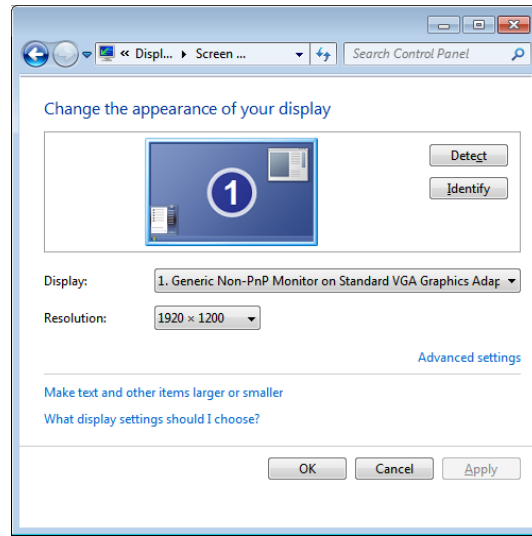 « Displ... ▸ Screen ...
Search Control Panel
Change the appearance of your display
1
Detect
Identify
Display: 1. Generic Non-PnP Monitor on Standard VGA Graphics Adap
Resolution: 1920 × 1200
Advanced settings
Make text and other items larger or smaller
What display settings should I choose?
OK Cancel Apply